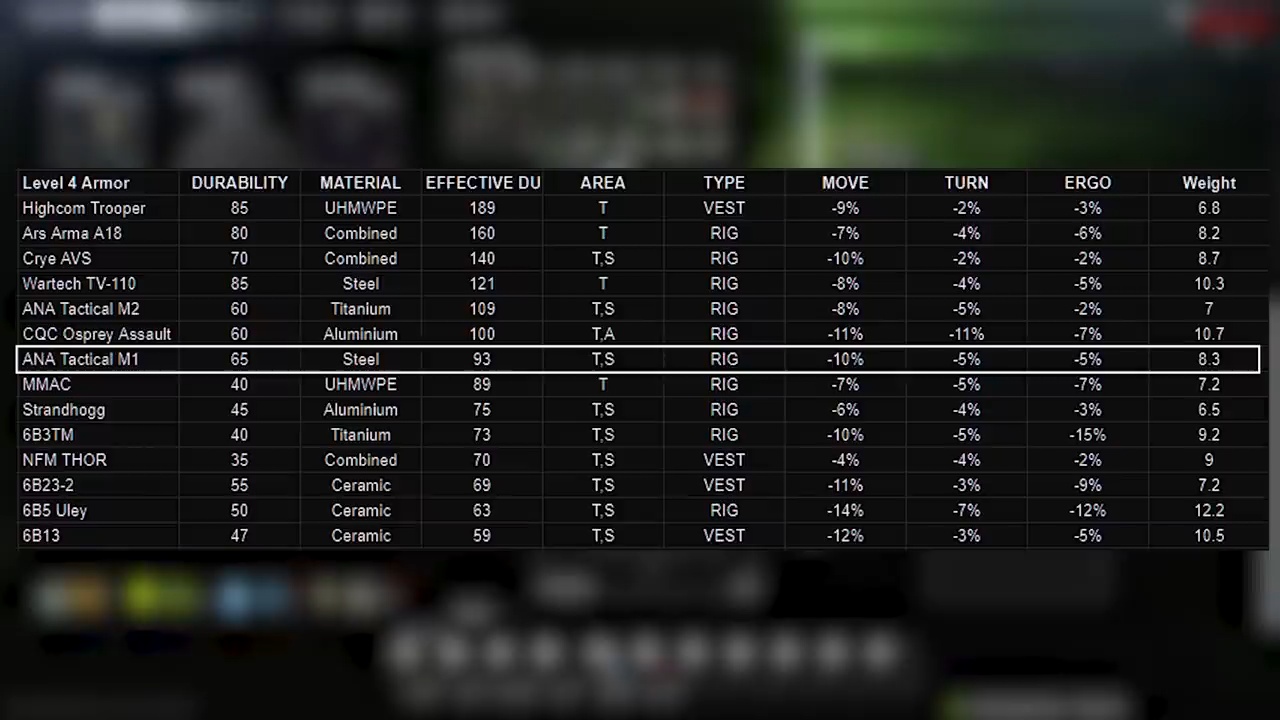 Level 4 Armor DURABILITY MATERIAL EFFECTIVE DU AREA TYPE MOVE TURN ERGO Weight
HIghcom Trooper 85 UHMWPE 189 T VEST -9% -2% -3% 6.8
Ars Arma A18 80 Combined 160 T RIG -7% -4% -6% 8.2
Crye AVS 70 Combined 140 T,S RIG -10% -2% -2% 8.7
Wartech TV-110 85 Steel 121 T RIG -8% -4% -5% 10.3
ANA Tactical M2 60 Titanium 109 T,S RIG -8% -5% -2% 7
CQC Osprey Assault 60 Aluminium 100 T,A RIG -11% -11% -7% 10.7
ANA Tactical M1 65 Steel 93 T,S RIG -10% -5% -5% 8.3
MMAC 40 UHMWPE 89 T RIG -7% -5% -7% 7.2
Strandhogg 45 Aluminium 75 T,S RIG -6% -4% -3% 6.5
6B3TM 40 Titanium 73 T,S RIG -10% -5% -15% 9.2
NFM THOR 35 Combined 70 T,S VEST -4% -4% -2% 9
6B23-2 55 Ceramic 69 T,S VEST -11% -3% -9% 7.2
6B5 Uley 50 Ceramic 63 T,S RIG -14% -7% -12% 12.2
6B13 47 Ceramic 59 T,S VEST -12% -3% -5% 10.5